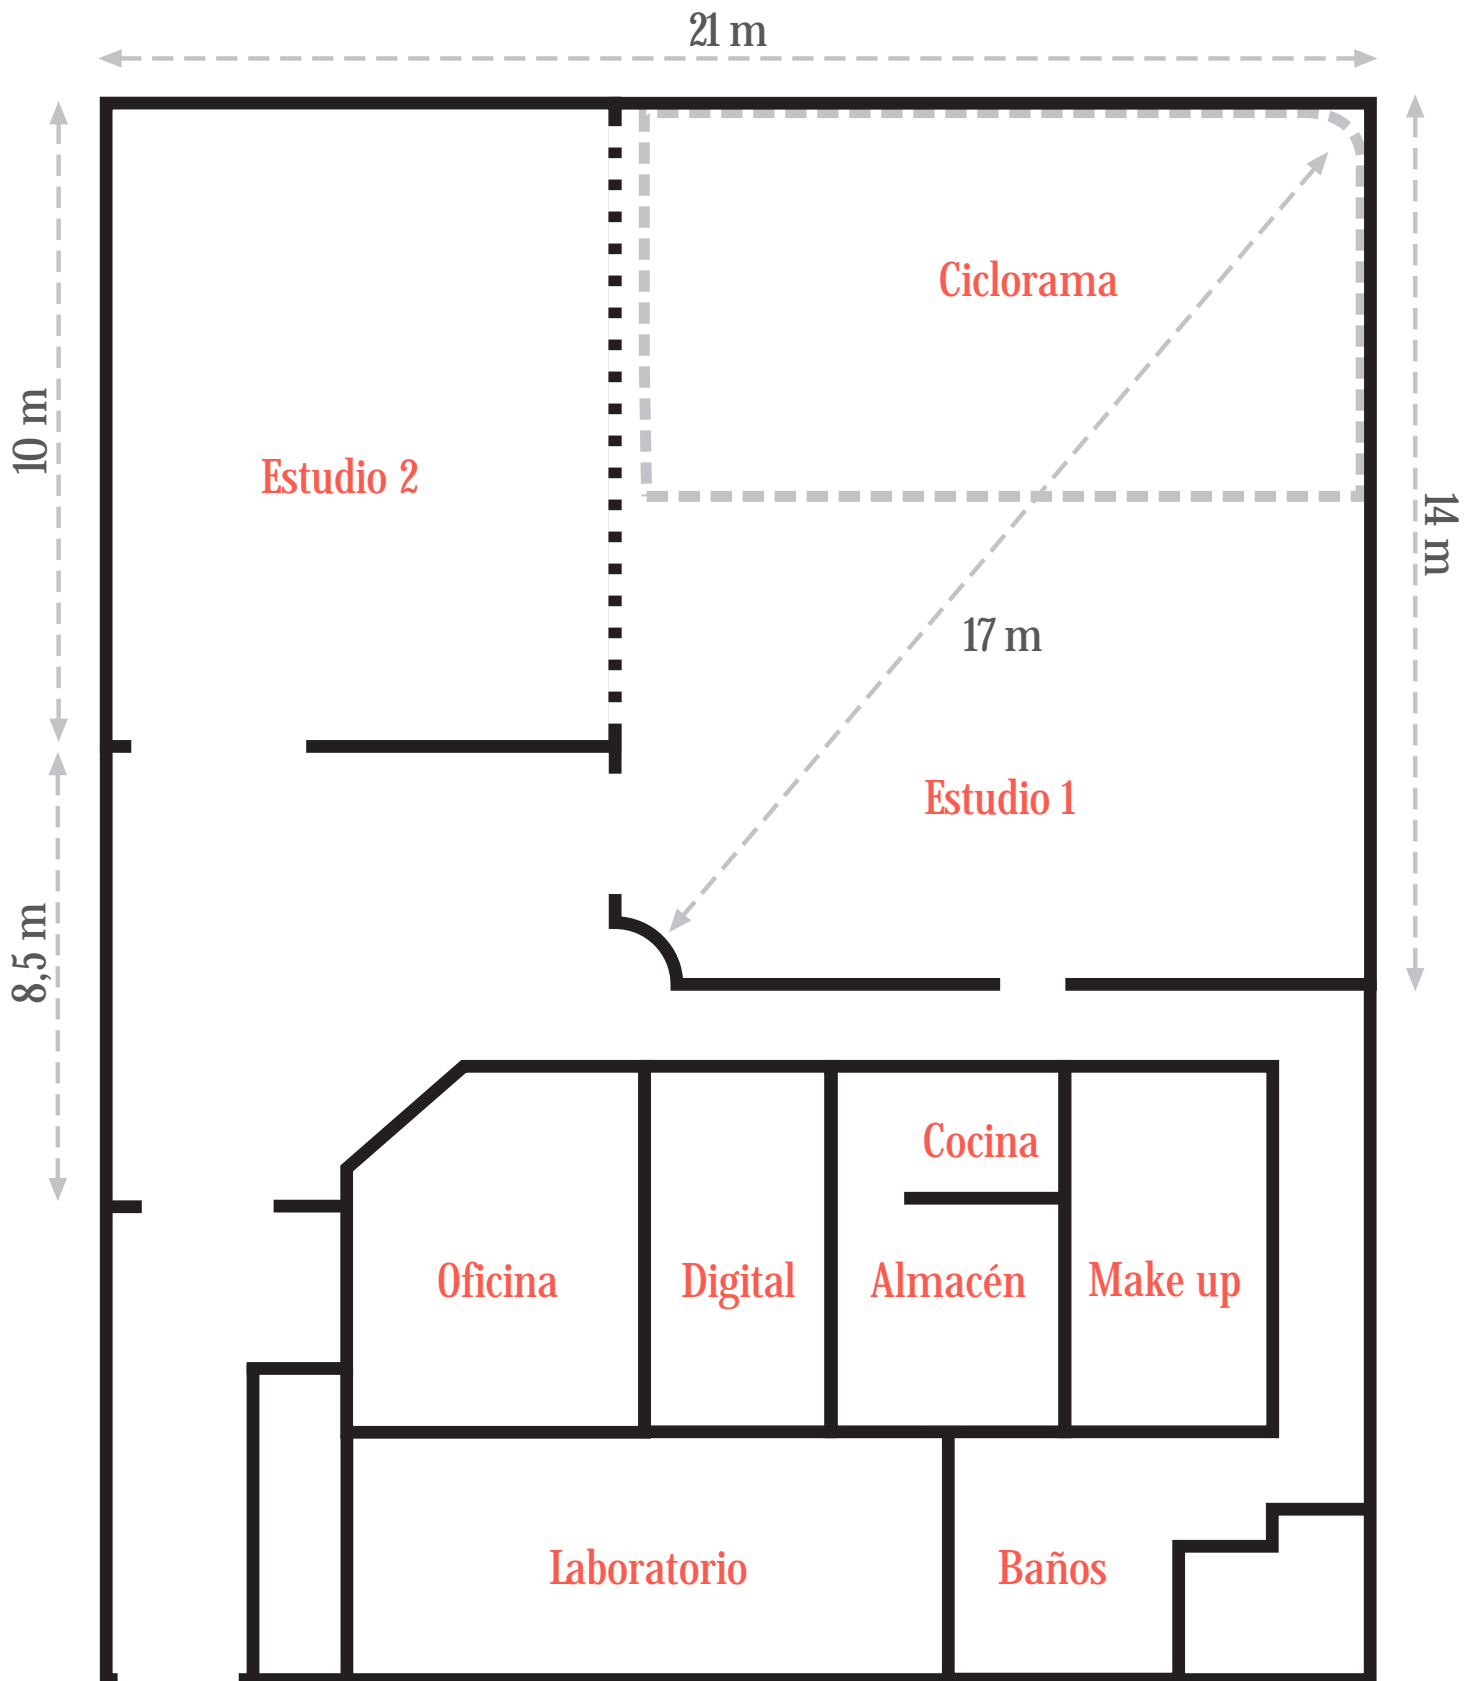 21 m
Ciclorama
10 m
Estudio 2
14 m
17 m
Estudio 1
8,5 m
Cocina
Oficina
Digital
Almacén
Make up
Laboratorio
Baños